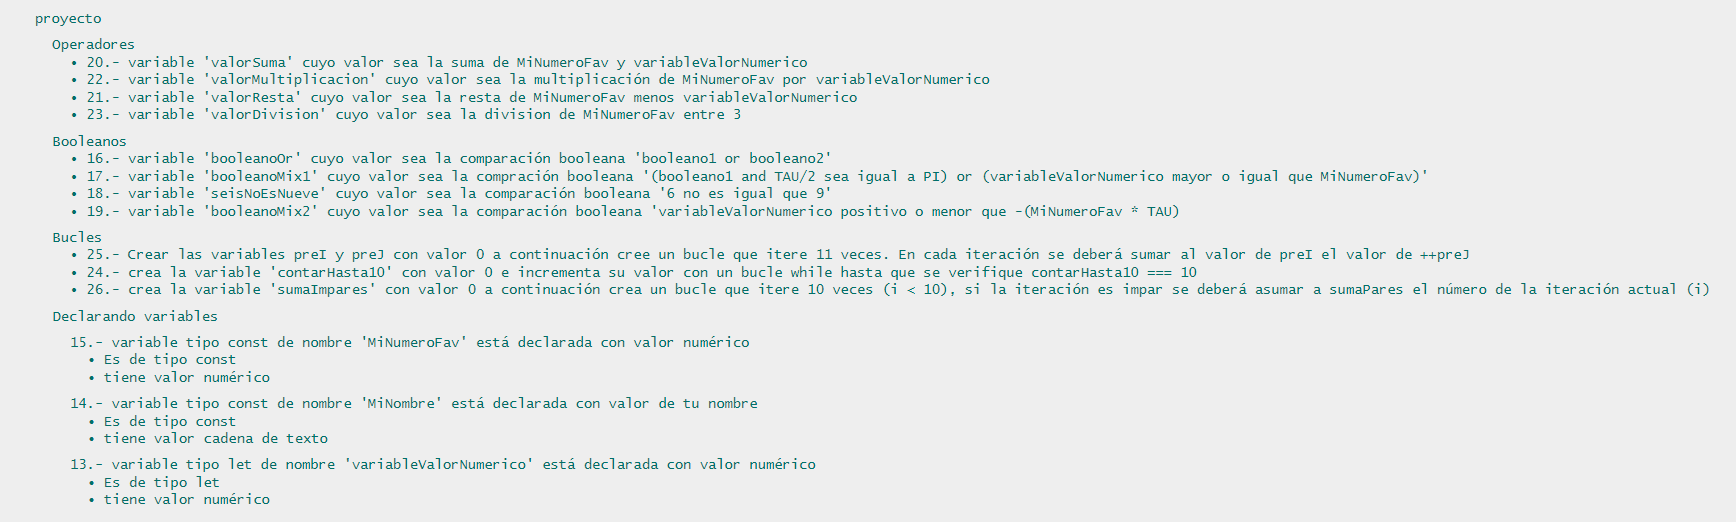 proyecto
Operadores
• 20.- variable 'valorSuma' cuyo valor sea la suma de MiNumeroFav y variableValorNumerico
• 22.- variable 'valorMultiplicacion' cuyo valor sea la multiplicación de MiNumeroFav por variableValorNumerico
• 21.- variable 'valorResta' cuyo valor sea la resta de MiNumeroFav menos variableValorNumerico
• 23.- variable 'valorDivision' cuyo valor sea la division de MiNumeroFav entre 3
Booleanos
• 16.- variable 'booleanoOr' cuyo valor sea la comparación booleana 'booleano1 or booleano2'
• 17.- variable 'booleanoMix1' cuyo valor sea la compración booleana '(booleano1 and TAU/2 sea igual a PI) or (variableValorNumerico mayor o igual que MiNumeroFav)'
• 18.- variable 'seisNoEsNueve' cuyo valor sea la comparación booleana '6 no es igual que 9'
• 19.- variable 'booleanoMix2' cuyo valor sea la comparación booleana 'variableValorNumerico positivo o menor que -(MiNumeroFav * TAU)
Bucles
• 25.- Crear las variables preI y preJ con valor 0 a continuación cree un bucle que itere 11 veces. En cada iteración se deberá sumar al valor de preI el valor de ++preJ
• 24.- crea la variable 'contarHasta10' con valor 0 e incrementa su valor con un bucle while hasta que se verifique contarHasta10 === 10
• 26.- crea la variable 'sumaImpares' con valor 0 a continuación crea un bucle que itere 10 veces (i < 10), si la iteración es impar se deberá asumar a sumaPares el número de la iteración actual (i)
Declarando variables
15.- variable tipo const de nombre 'MiNumeroFav' está declarada con valor numérico
• Es de tipo const
• tiene valor numérico
14.- variable tipo const de nombre 'MiNombre' está declarada con valor de tu nombre
• Es de tipo const
• tiene valor cadena de texto
13.- variable tipo let de nombre 'variableValorNumerico' está declarada con valor numérico
• Es de tipo let
• tiene valor numérico